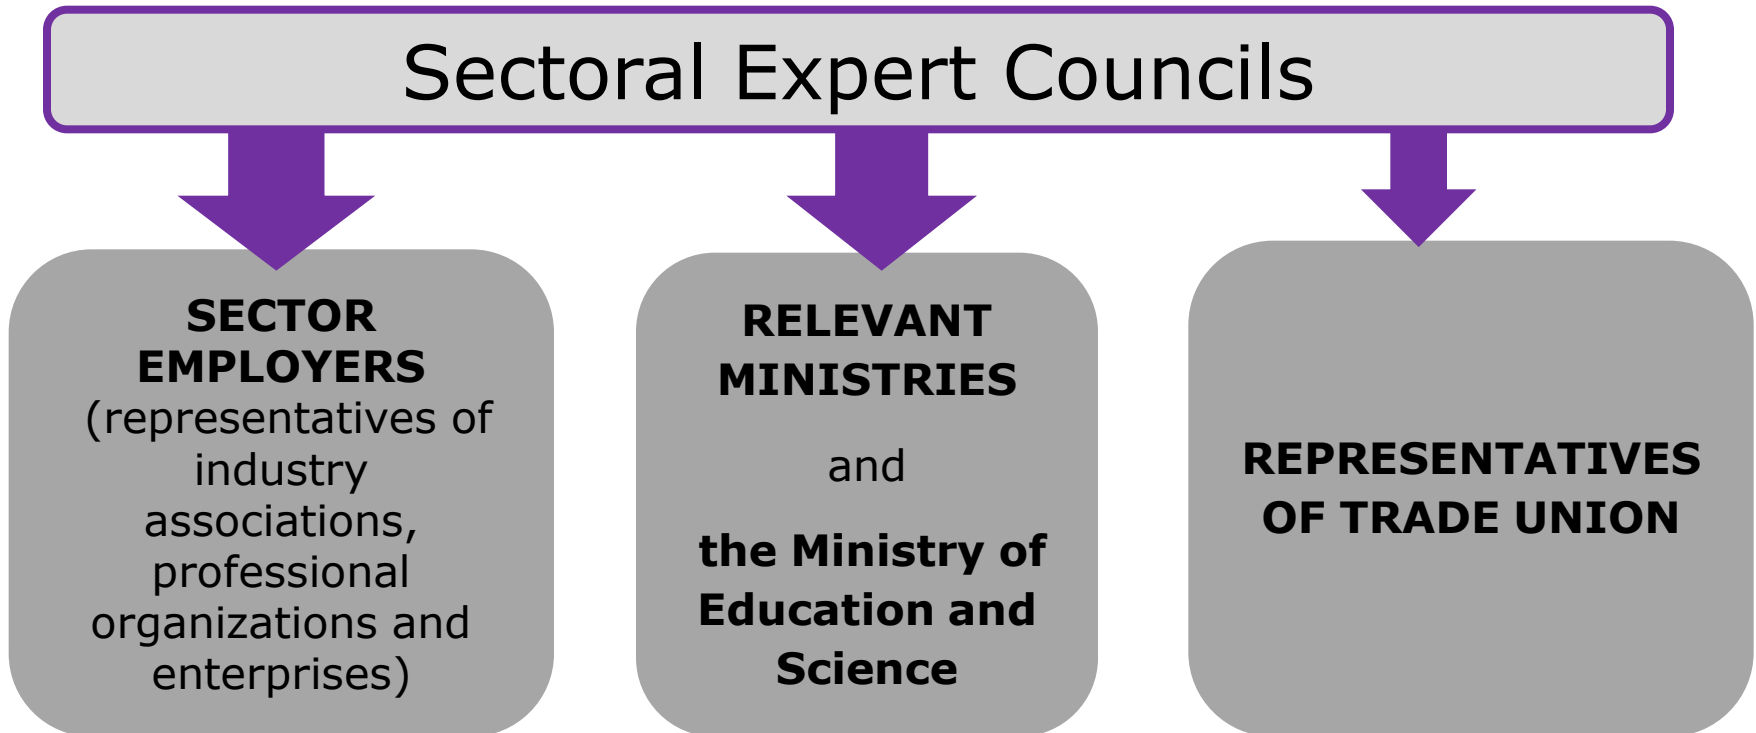 Sectoral Expert Councils
SECTOR
EMPLOYERS
(representatives of
industry
associations,
professional
organizations and
enterprises)
RELEVANT
MINISTRIES
and
the Ministry of
Education and
Science
REPRESENTATIVES
OF TRADE UNION